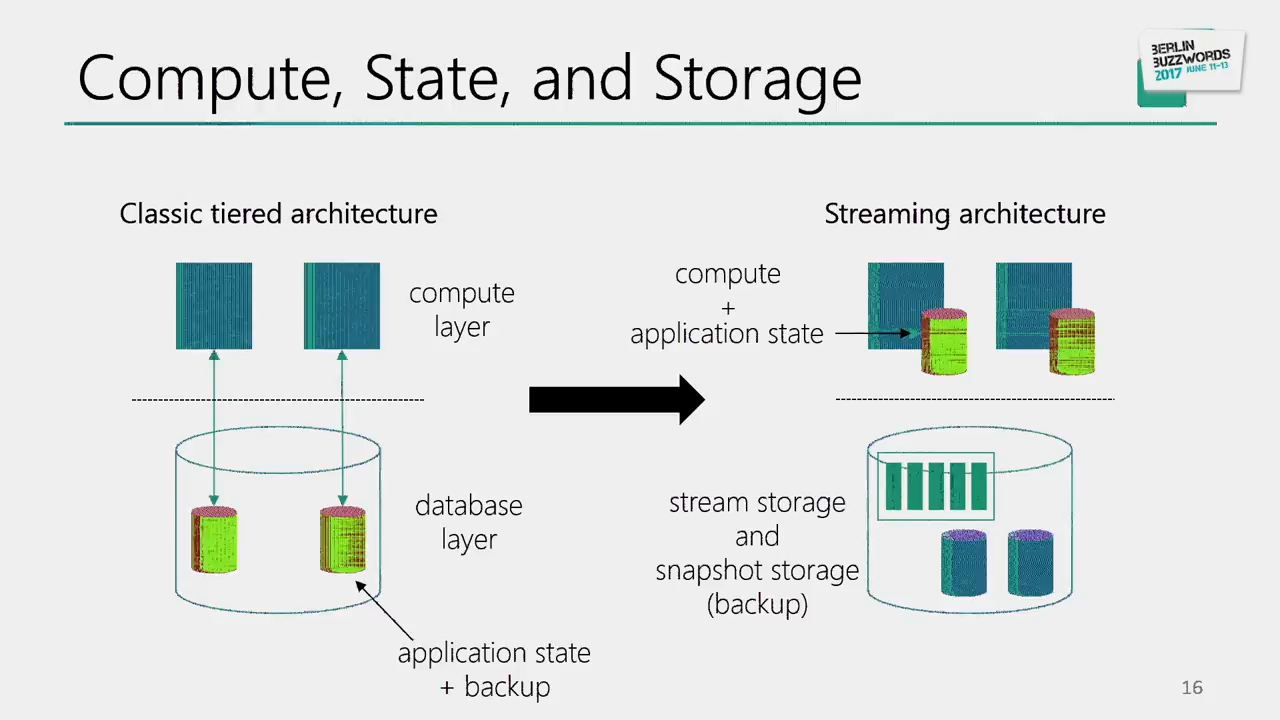 Compute, State, and Storage
BERLIN
BUZZWORDS
2017 JUNE 11-13
Classic tiered architecture
compute
layer
database
layer
application state
+ backup
Streaming architecture
compute
+
application state
stream storage
and
snapshot storage
(backup)
16